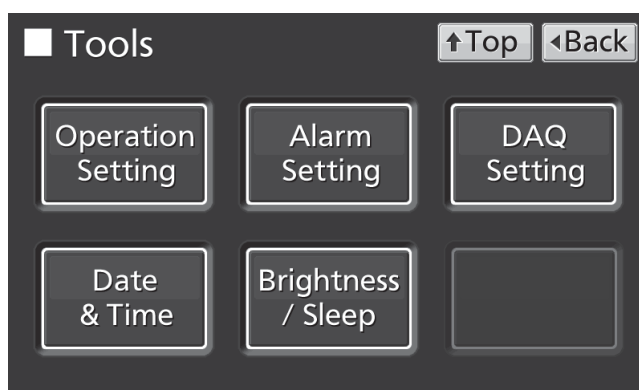 Tools
Top
Back
Operation
Setting
Alarm
Setting
DAQ
Setting
Date
& Time
Brightness
/ Sleep